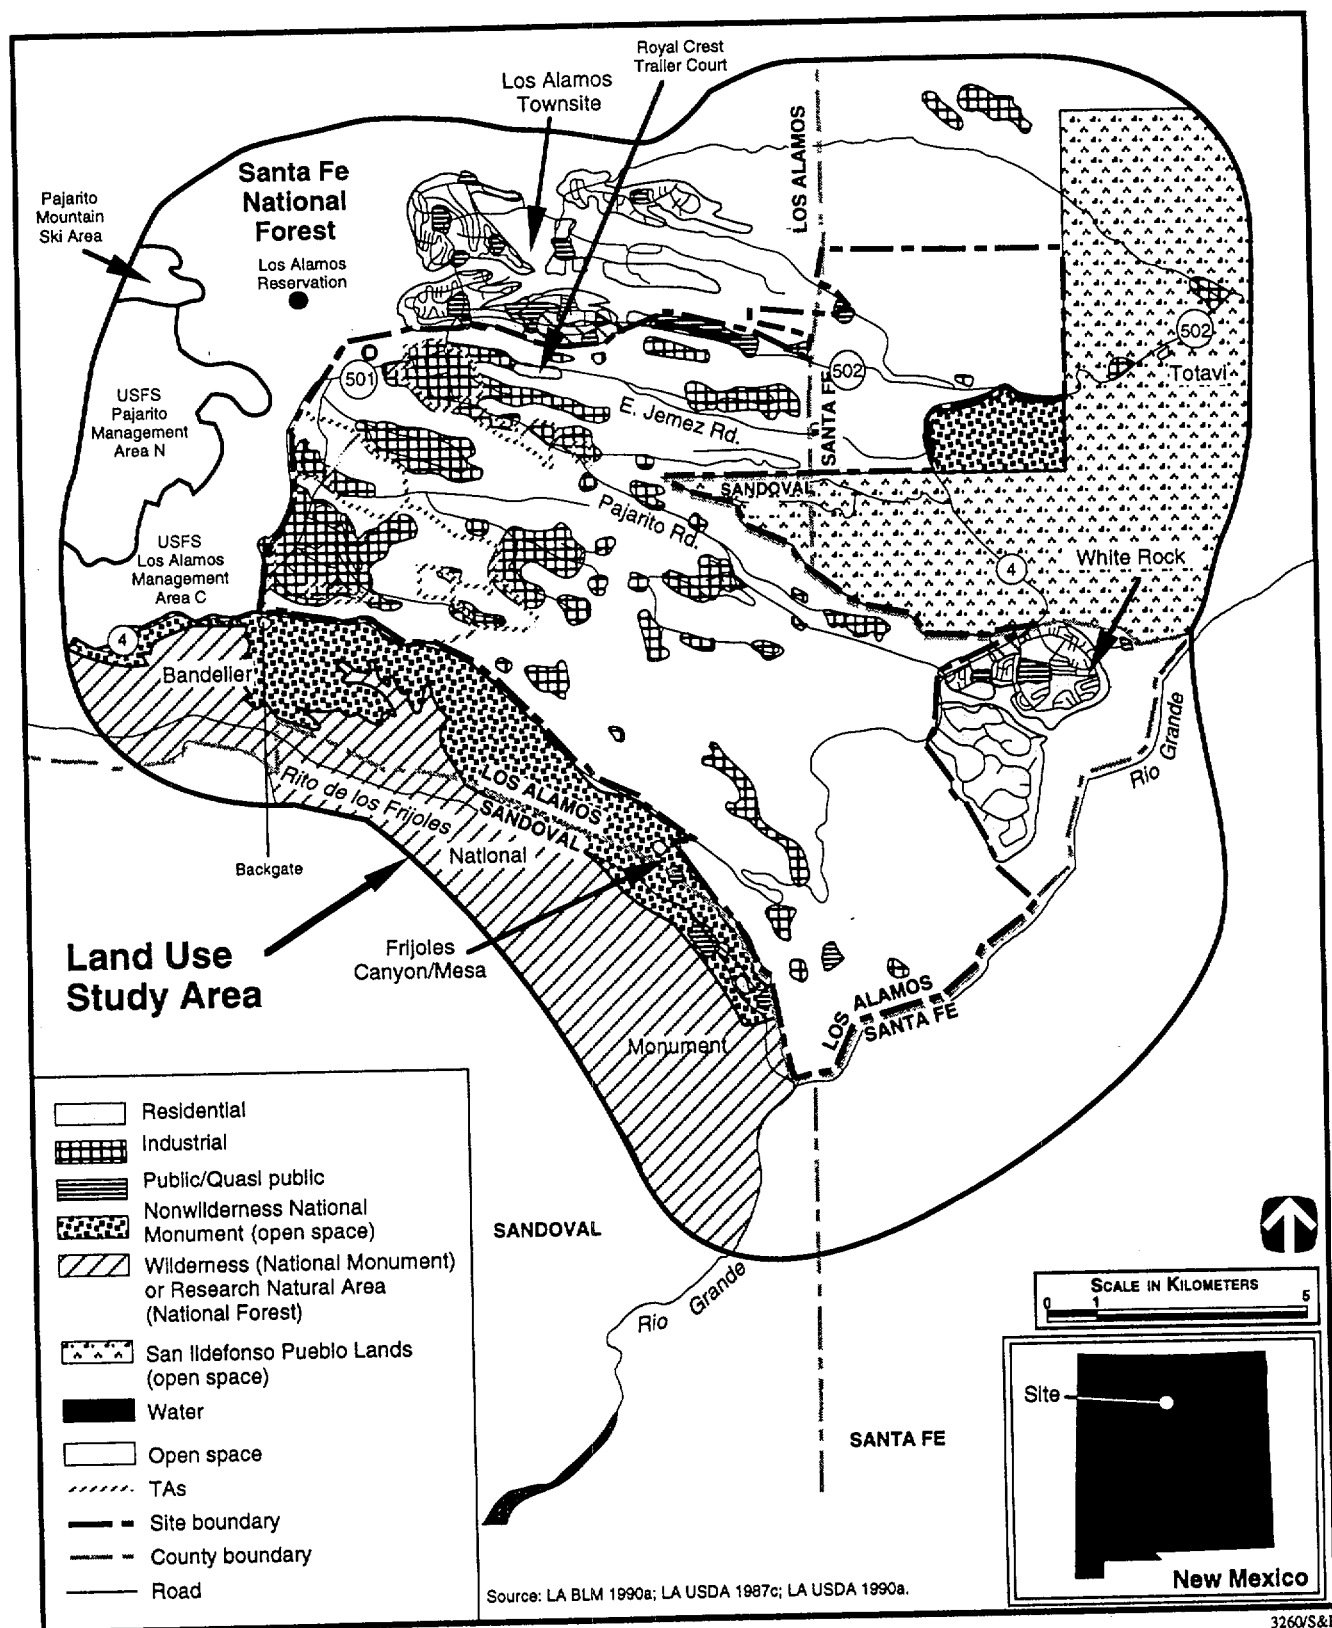 Royal Crest
Trailer Court
Los Alamos
Townsite
LOS ALAMOS
Santa Fe
National
Forest
Los Alamos
Reservation
Pajarito
Mountain
Ski Area
502
502
501
Totavi
SANTA FE
E. Jemez Rd.
USFS
Pajarito
Management
Area N
SANDOVAL
Pajarito Rd.
USFS
Los Alamos
Management
Area C
White Rock
4
4
Bandelier
Rio Grande
LOS ALAMOS
SANDOVAL
Rito de los Frijoles
National
Backgate
Land Use
Study Area
Frijoles
Canyon/Mesa
LOS ALAMOS
SANTA FE
Monument
Residential
Industrial
Public/Quasi public
Nonwilderness National
Monument (open space)
Wilderness (National Monument)
or Research Natural Area
(National Forest)
San Ildefonso Pueblo Lands
(open space)
Water
Open space
TAs
Site boundary
County boundary
Road
SANDOVAL
Rio Grande
SANTA FE
SCALE IN KILOMETERS
0 1 5
Site
New Mexico
Source: LA BLM 1990a; LA USDA 1987c; LA USDA 1990a.